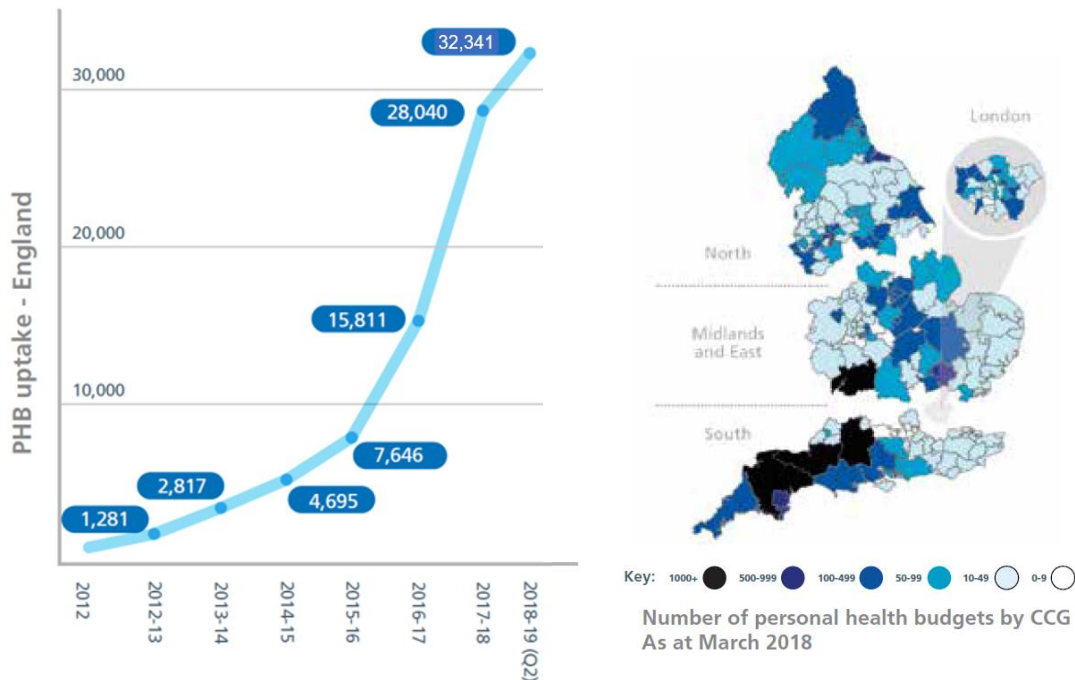 PHB uptake - England
30,000
20,000
10,000
1,281
2,817
4,695
7,646
15,811
28,040
32,341
2012
2012-13
2013-14
2014-15
2015-16
2016-17
2017-18
2018-19 (Q2)
London
North
Midlands
and East
South
Key: 1000+ 500-999 100-499 50-99 10-49 0-9
Number of personal health budgets by CCG
As at March 2018